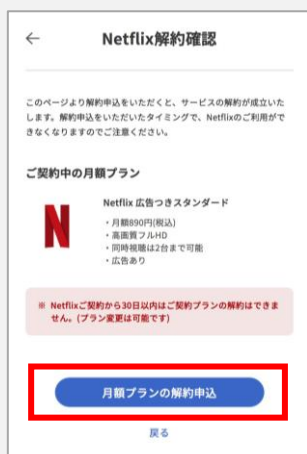 ← Netflix解約確認
このページより解約申込をいただくと、サービスの解約が成立いた
します。解約申込をいただいたタイミングで、Netflixのご利用がで
きなくなりますのでご注意ください。
ご契約中の月額プラン
N
Netflix 広告つきスタンダード
・月額890円(税込)
・高画質フルHD
・同時視聴は2台まで可能
・広告あり
※ Netflixご契約から30日以内はご契約プランの解約はできま
せん。(プラン変更は可能です)
月額プランの解約申込
戻る